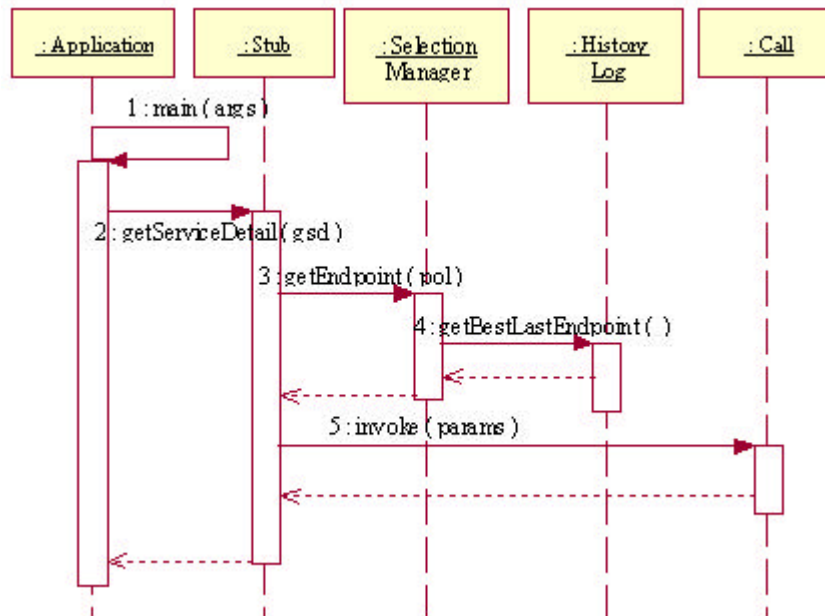 : Application
: Stub
: Selection
Manager
: History
Log
: Call
1 : main ( args )
2 : getServiceDetail ( gsd )
3 : getEndpoint ( pol )
4 : getBestLastEndpoint ( )
5 : invoke ( params )